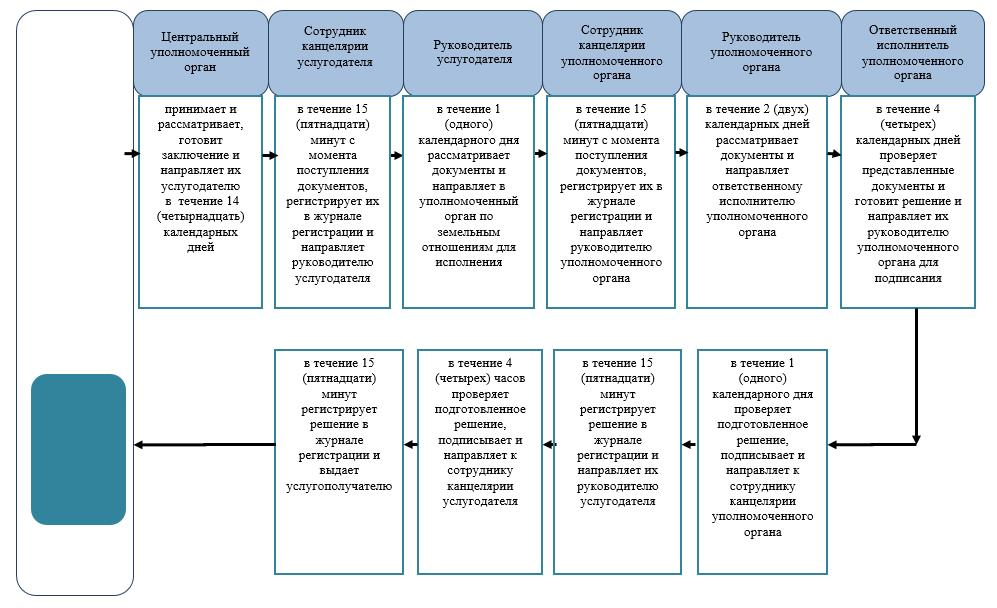 Центральный
уполномоченный
орган
Сотрудник
канцелярии
услугодателя
Руководитель
услугодателя
Сотрудник
канцелярии
уполномоченного
органа
Руководитель
уполномоченного
органа
Ответственный
исполнитель
уполномоченного
органа
принимает и
рассматривает,
готовит
заключение и
направляет их
услугодателю
в течение 14
(четырнадцать)
календарных
дней
в течение 15
(пятнадцати)
минут с
момента
поступления
документов,
регистрирует их
в журнале
регистрации и
направляет
руководителю
услугодателя
в течение 1
(одного)
календарного дня
рассматривает
документы и
направляет в
уполномоченный
орган по
земельным
отношениям для
исполнения
в течение 15
(пятнадцати)
минут с момента
поступления
документов,
регистрирует их в
журнале
регистрации и
направляет
руководителю
уполномоченного
органа
в течение 2 (двух)
календарных дней
рассматривает
документы и
направляет
ответственному
исполнителю
уполномоченного
органа
в течение 4
(четырех)
календарных дней
проверяет
представленные
документы и
готовит решение и
направляет их
руководителю
уполномоченного
органа для
подписания
в течение 15
(пятнадцати)
минут
регистрирует
решение в
журнале
регистрации и
выдает
услугополучателю
в течение 4
(четырех) часов
проверяет
подготовленное
решение,
подписывает и
направляет к
сотруднику
канцелярии
услугодателя
в течение 15
(пятнадцати)
минут
регистрирует
решение в
журнале
регистрации и
направляет их
руководителю
услугодателя
в течение 1
(одного)
календарного дня
проверяет
подготовленное
решение,
подписывает и
направляет к
сотруднику
канцелярии
уполномоченного
органа